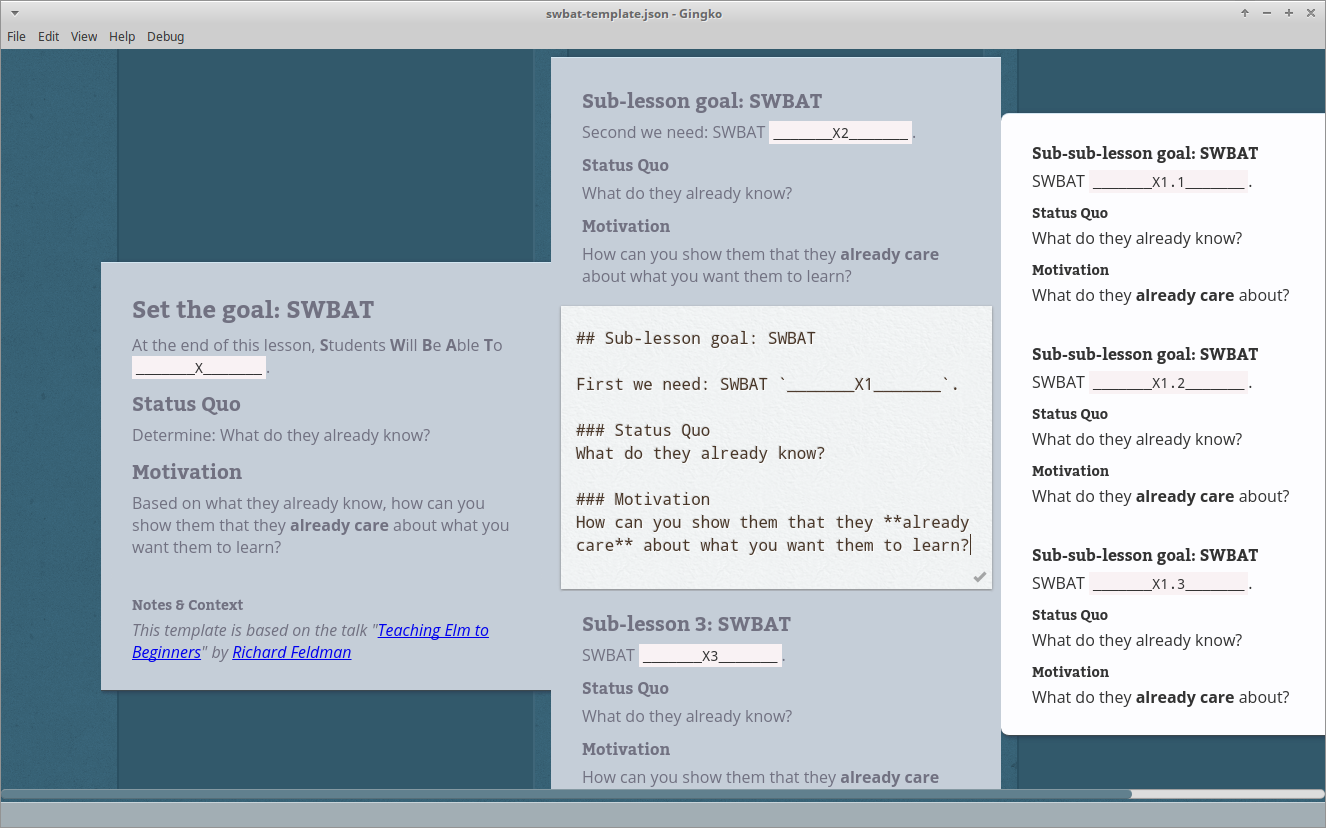 swbat-template.json - Gingko
File Edit View Help Debug
Set the goal: SWBAT
At the end of this lesson, Students Will Be Able To
________X________.
Status Quo
Determine: What do they already know?
Motivation
Based on what they already know, how can you
show them that they already care about what you
want them to learn?
Notes & Context
This template is based on the talk "Teaching Elm to
Beginners" by Richard Feldman
Sub-lesson goal: SWBAT
Second we need: SWBAT ________X2________.
Status Quo
What do they already know?
Motivation
How can you show them that they already care
about what you want them to learn?
## Sub-lesson goal: SWBAT
First we need: SWBAT `________X1________`.
### Status Quo
What do they already know?
### Motivation
How can you show them that they **already
care** about what you want them to learn?
Sub-lesson 3: SWBAT
SWBAT ________X3________.
Status Quo
What do they already know?
Motivation
How can you show them that they already care
Sub-sub-lesson goal: SWBAT
SWBAT ________X1.1________.
Status Quo
What do they already know?
Motivation
What do they already care about?
Sub-sub-lesson goal: SWBAT
SWBAT ________X1.2________.
Status Quo
What do they already know?
Motivation
What do they already care about?
Sub-sub-lesson goal: SWBAT
SWBAT ________X1.3________.
Status Quo
What do they already know?
Motivation
What do they already care about?